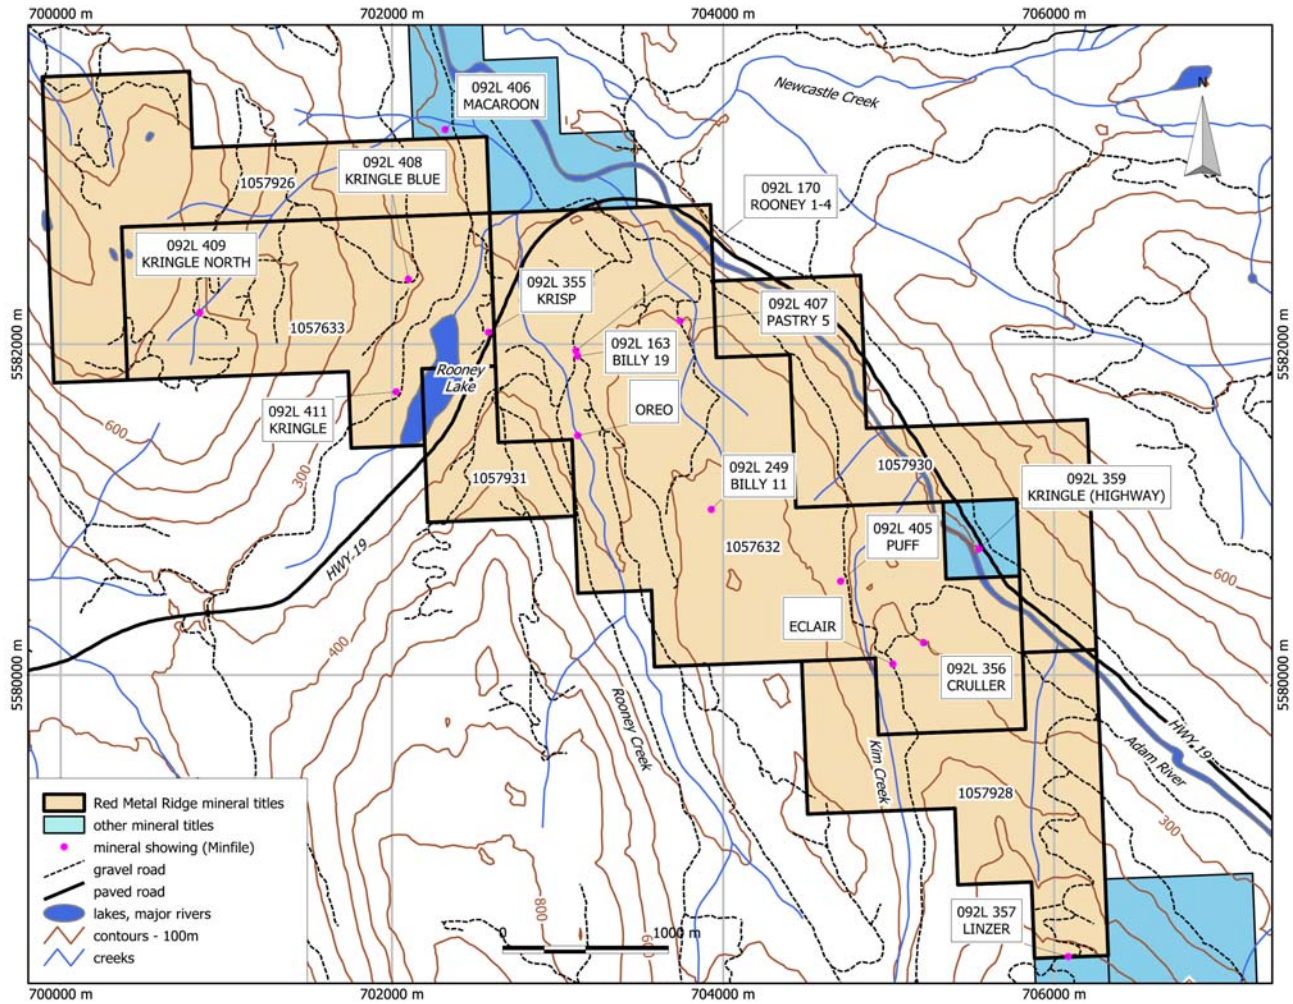 700000 m
702000 m
704000 m
706000 m
Newcastle Creek
N
092L 406
MACAROON
092L 408
KRINGLE BLUE
1057926
092L 170
ROONEY 1-4
092L 409
KRINGLE NORTH
092L 355
KRISP
092L 407
PASTRY 5
1057633
092L 163
BILLY 19
5582000 m
5582000 m
Rooney
Lake
OREO
092L 411
KRINGLE
600
300
1057931
092L 249
BILLY 11
1057930
092L 359
KRINGLE (HIGHWAY)
092L 405
PUFF
1057632
HWY 19
600
400
ECLAIR
092L 356
CRULLER
5580000 m
5580000 m
Rooney Creek
Kim Creek
HWY 19
Adam River
1057928
300
Red Metal Ridge mineral titles
other mineral titles
mineral showing (Minfile)
gravel road
paved road
lakes, major rivers
contours - 100m
creeks
800
0
1000 m
092L 357
LINZER
700000 m
702000 m
704000 m
706000 m